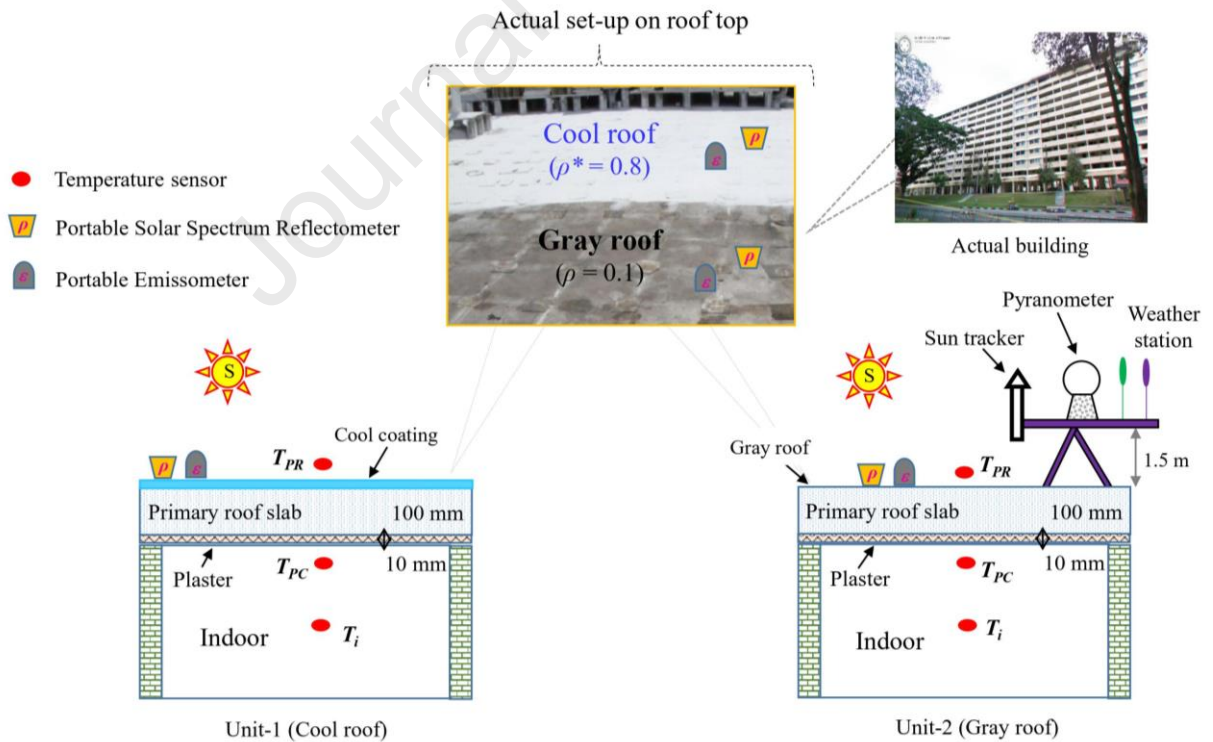 Actual set-up on roof top
Journal
Cool roof
(ρ* = 0.8)
ρ
ε
Gray roof
(ρ = 0.1)
ρ
ε
Actual building
Temperature sensor
ρ
Portable Solar Spectrum Reflectometer
ε
Portable Emissometer
S
Cool coating
T_PR
ρ
ε
Primary roof slab
100 mm
Plaster
10 mm
T_PC
Indoor
T_i
Unit-1 (Cool roof)
S
Sun tracker
Pyranometer
Weather
station
1.5 m
Gray roof
T_PR
ρ
ε
Primary roof slab
100 mm
Plaster
10 mm
T_PC
Indoor
T_i
Unit-2 (Gray roof)